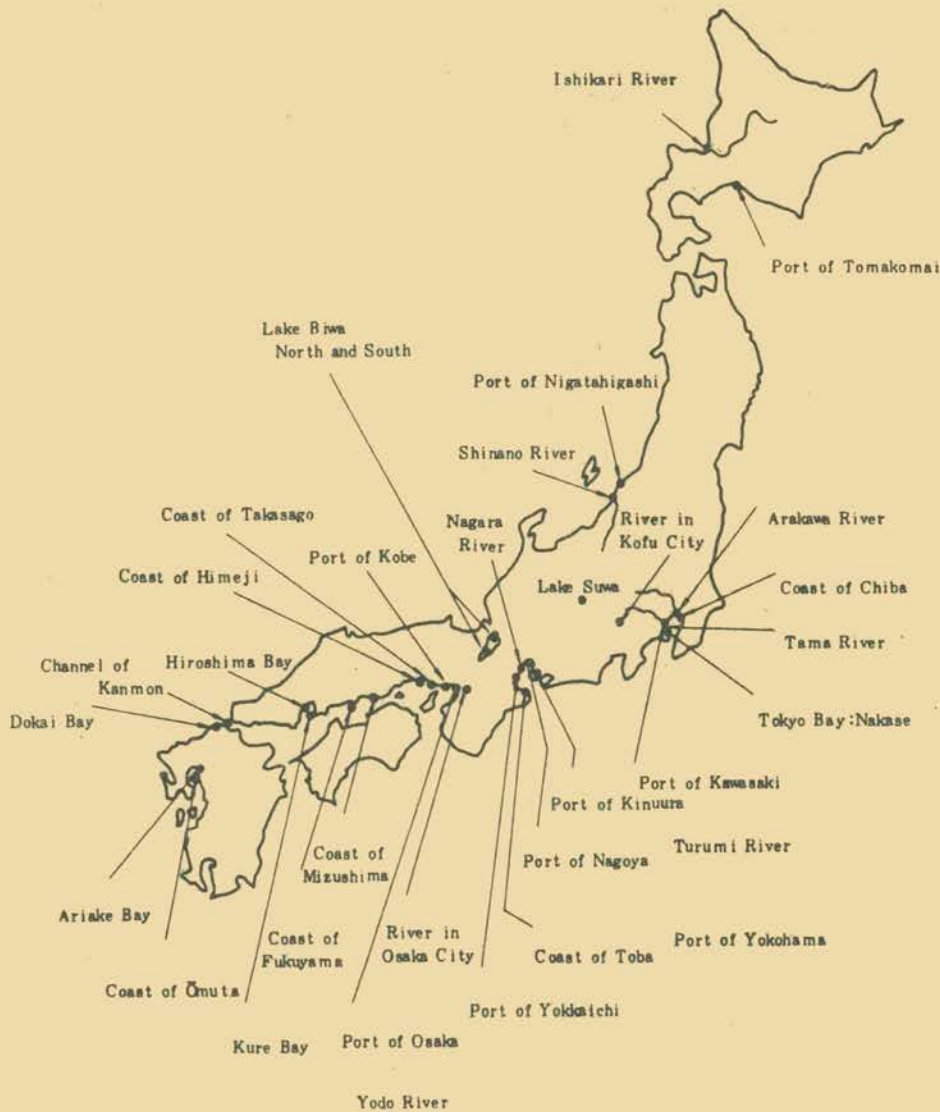 Ishikari River
Port of Tomakomai
Lake Biwa
North and South
Port of Nigatahigashi
Shinano River
Coast of Takasago
Nagara
River
River in
Kofu City
Arakawa River
Port of Kobe
Coast of Himeji
Lake Suwa
Coast of Chiba
Tama River
Channel of
Kanmon
Hiroshima Bay
Dokai Bay
Tokyo Bay:Nakase
Port of Kawasaki
Port of Kinuura
Turumi River
Coast of
Mizushima
Port of Nagoya
Ariake Bay
Coast of
Fukuyama
River in
Osaka City
Coast of Toba
Port of Yokohama
Coast of Ōmuta
Port of Yokkaichi
Kure Bay
Port of Osaka
Yodo River